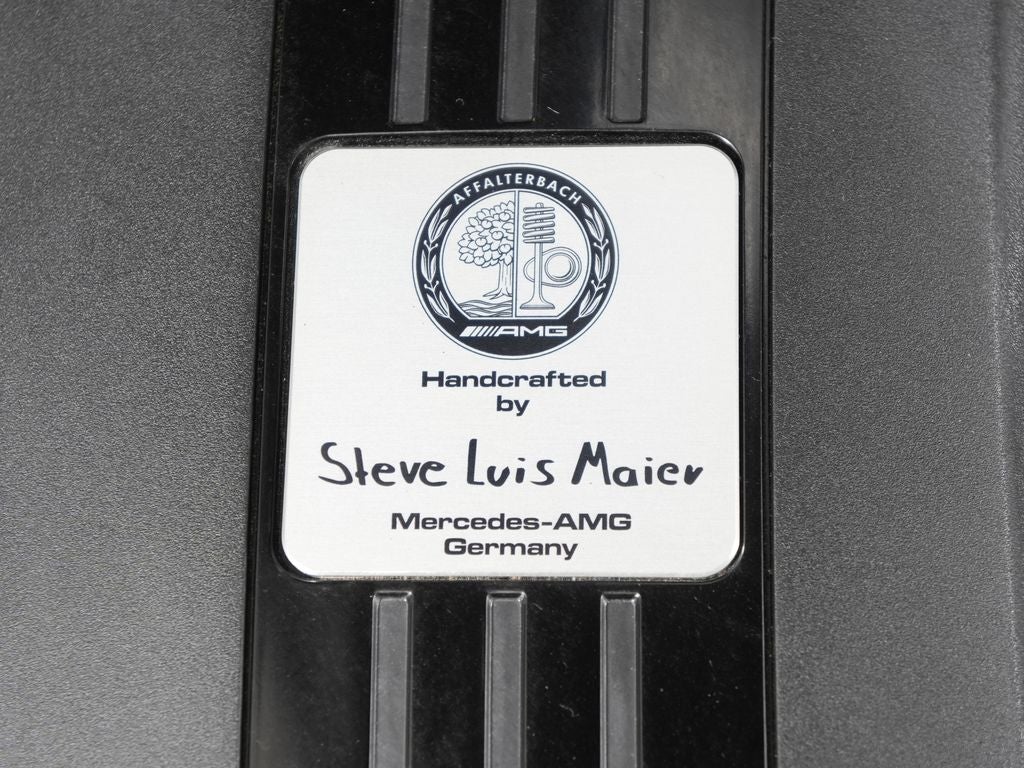 AFFALTERBACH
AMG
Handcrafted
by
Steve Luis Maier
Mercedes-AMG
Germany